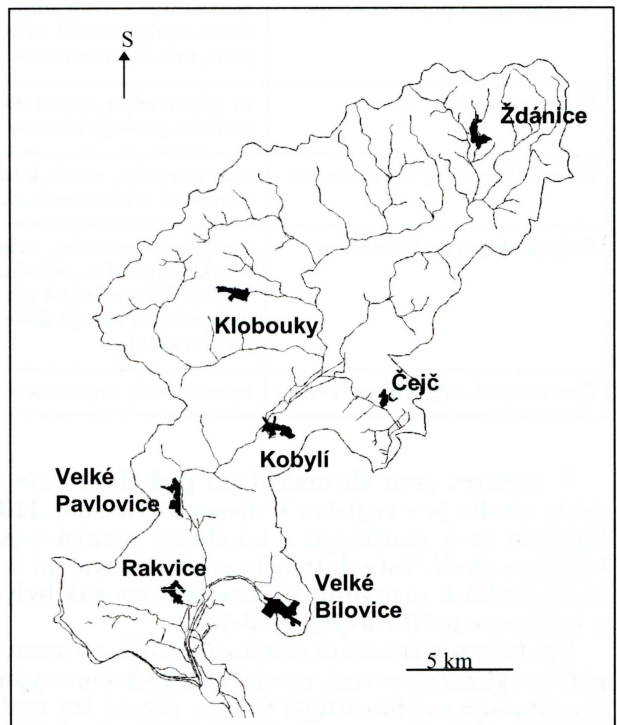 S
Ždánice
Klobouky
Čejč
Kobylí
Velké
Pavlovice
Rakvice
Velké
Bílovice
5 km